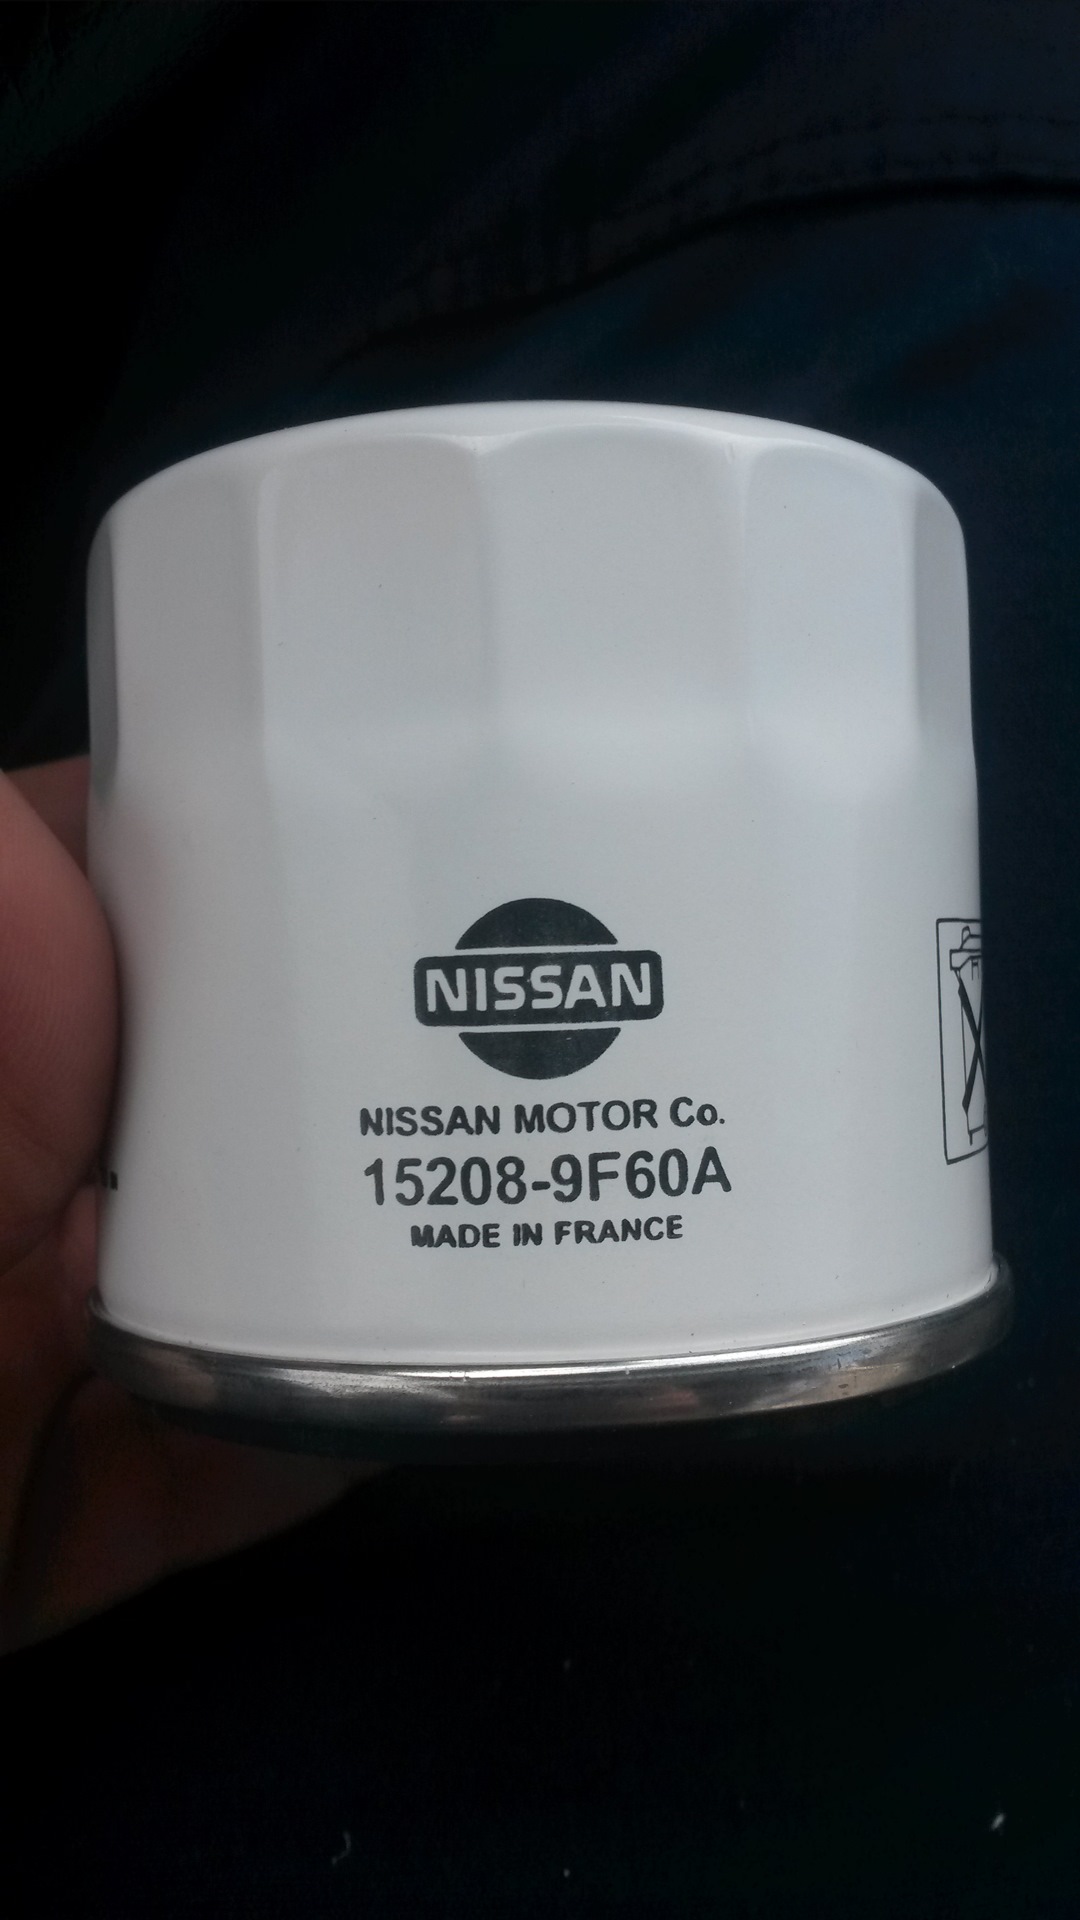 NISSAN
NISSAN MOTOR Co.
15208-9F60A
MADE IN FRANCE